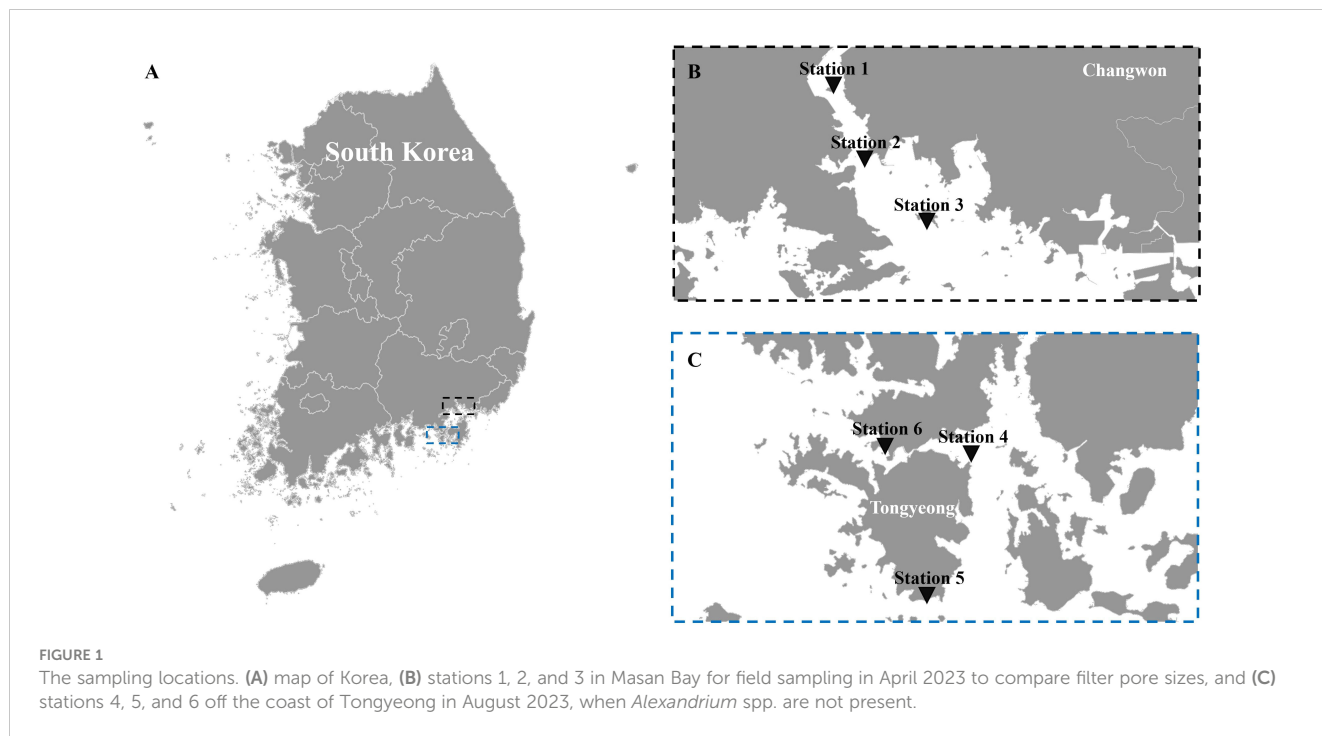 A
South Korea
B
Station 1
Changwon
Station 2
Station 3
C
Station 6
Station 4
Tongyeong
Station 5
FIGURE 1
The sampling locations. (A) map of Korea, (B) stations 1, 2, and 3 in Masan Bay for field sampling in April 2023 to compare filter pore sizes, and (C)
stations 4, 5, and 6 off the coast of Tongyeong in August 2023, when Alexandrium spp. are not present.